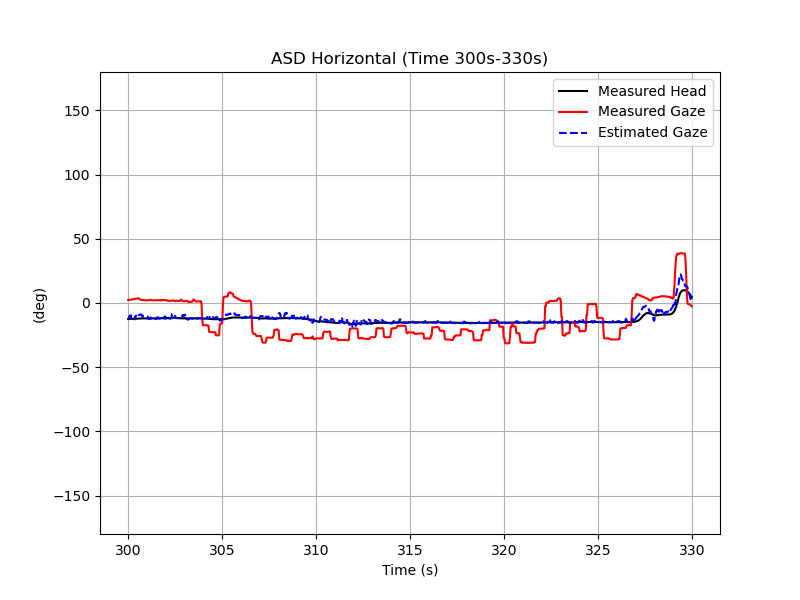 ASD Horizontal (Time 300s-330s)
Measured Head
Measured Gaze
Estimated Gaze
150
100
50
0
−50
−100
−150
(deg)
300 305 310 315 320 325 330
Time (s)